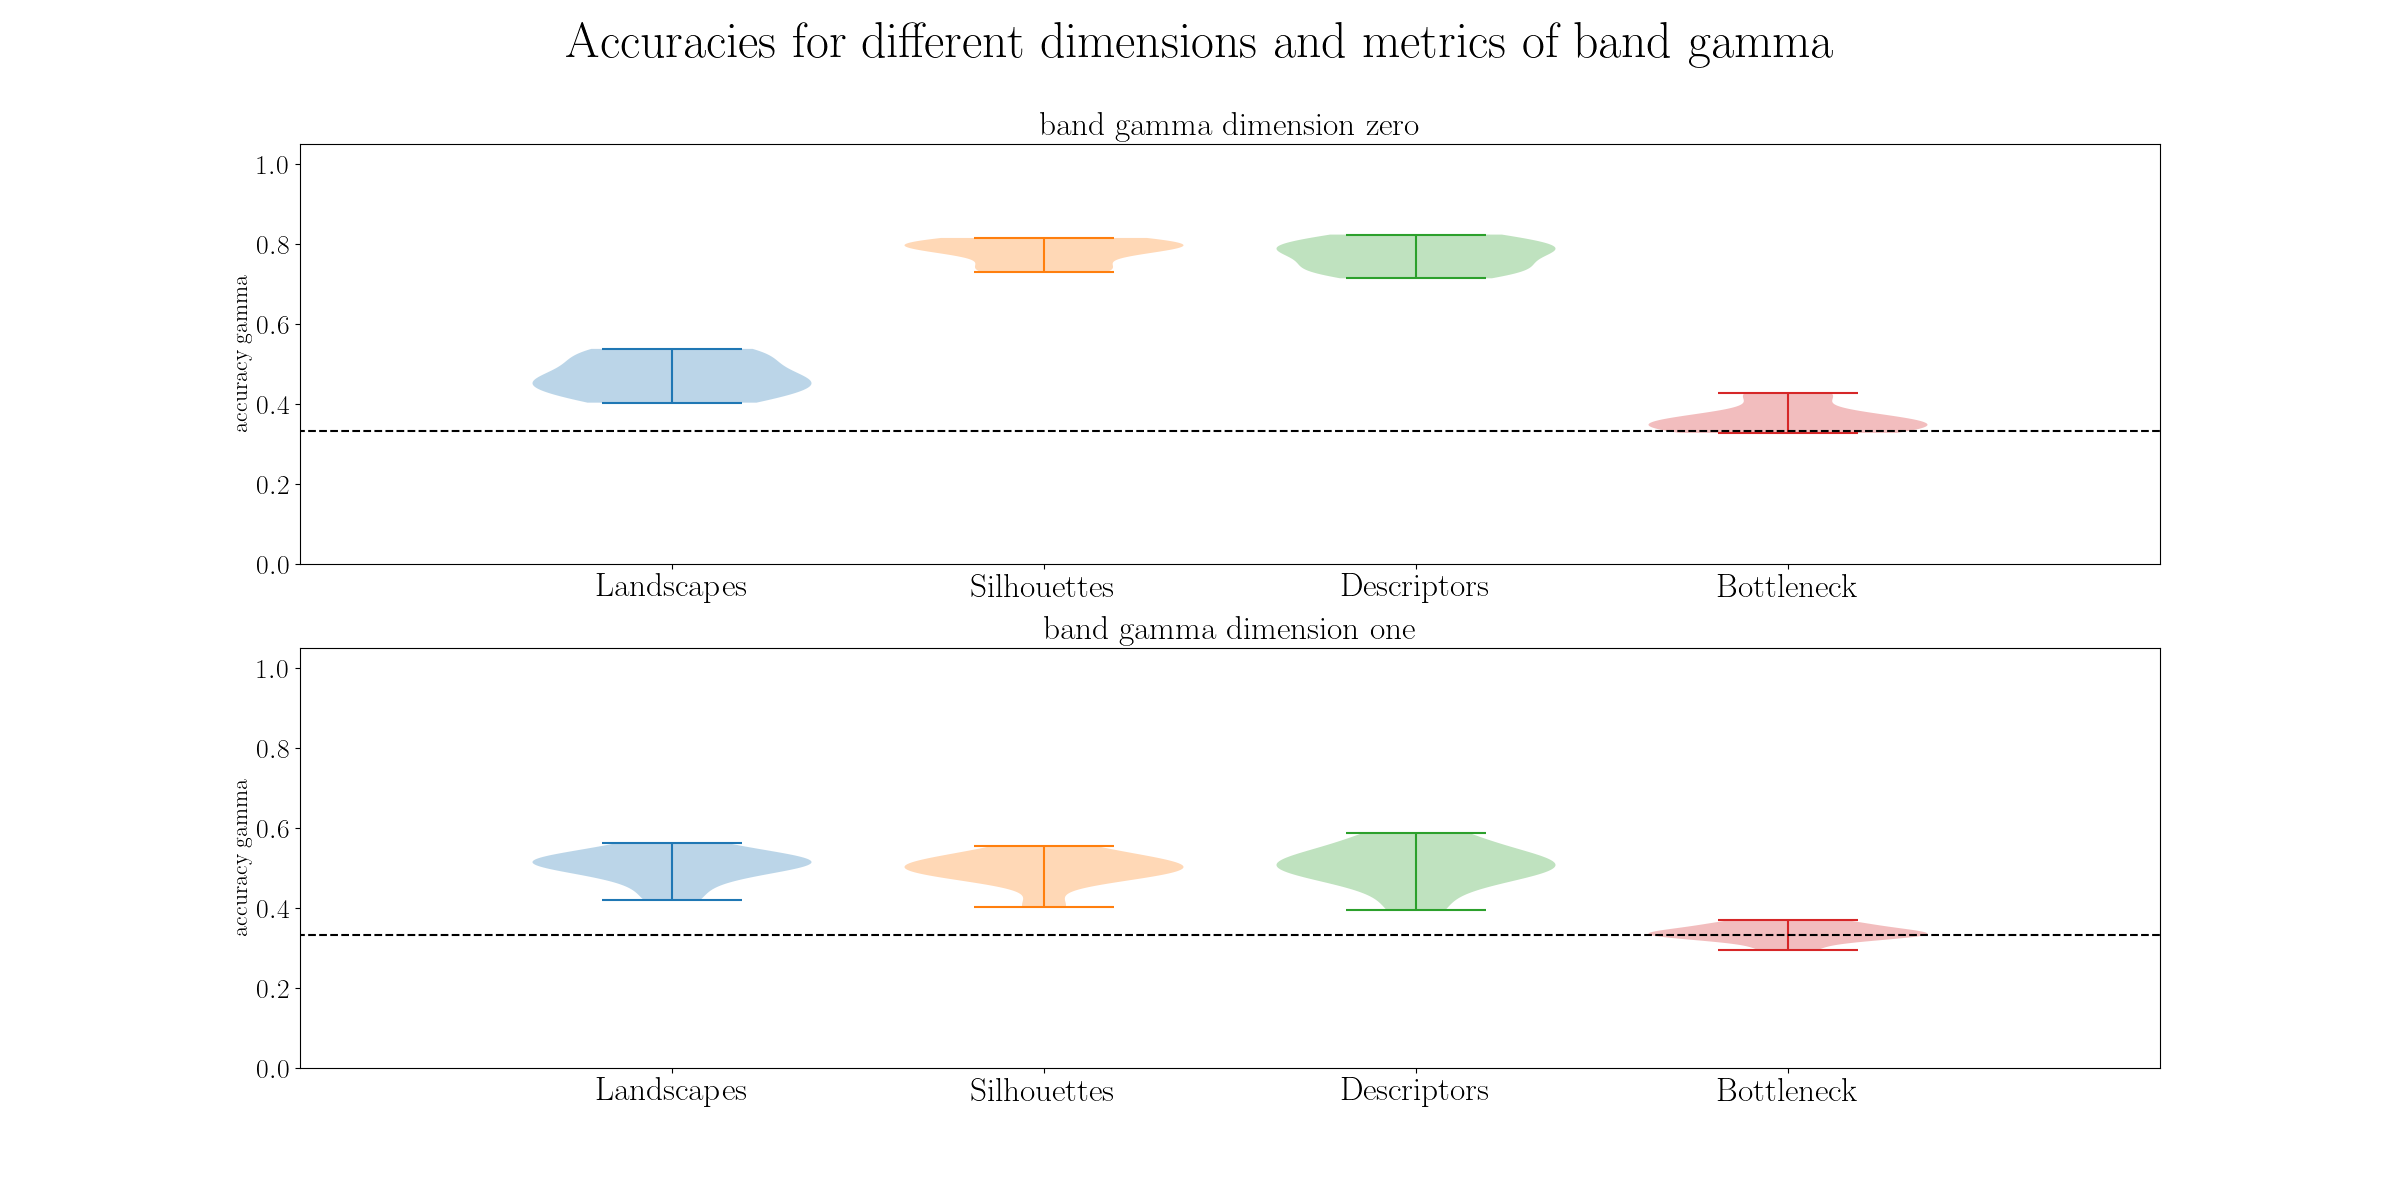 Accuracies for different dimensions and metrics of band gamma
band gamma dimension zero
accuracy gamma
1.0
0.8
0.6
0.4
0.2
0.0
Landscapes Silhouettes Descriptors Bottleneck
band gamma dimension one
accuracy gamma
1.0
0.8
0.6
0.4
0.2
0.0
Landscapes Silhouettes Descriptors Bottleneck